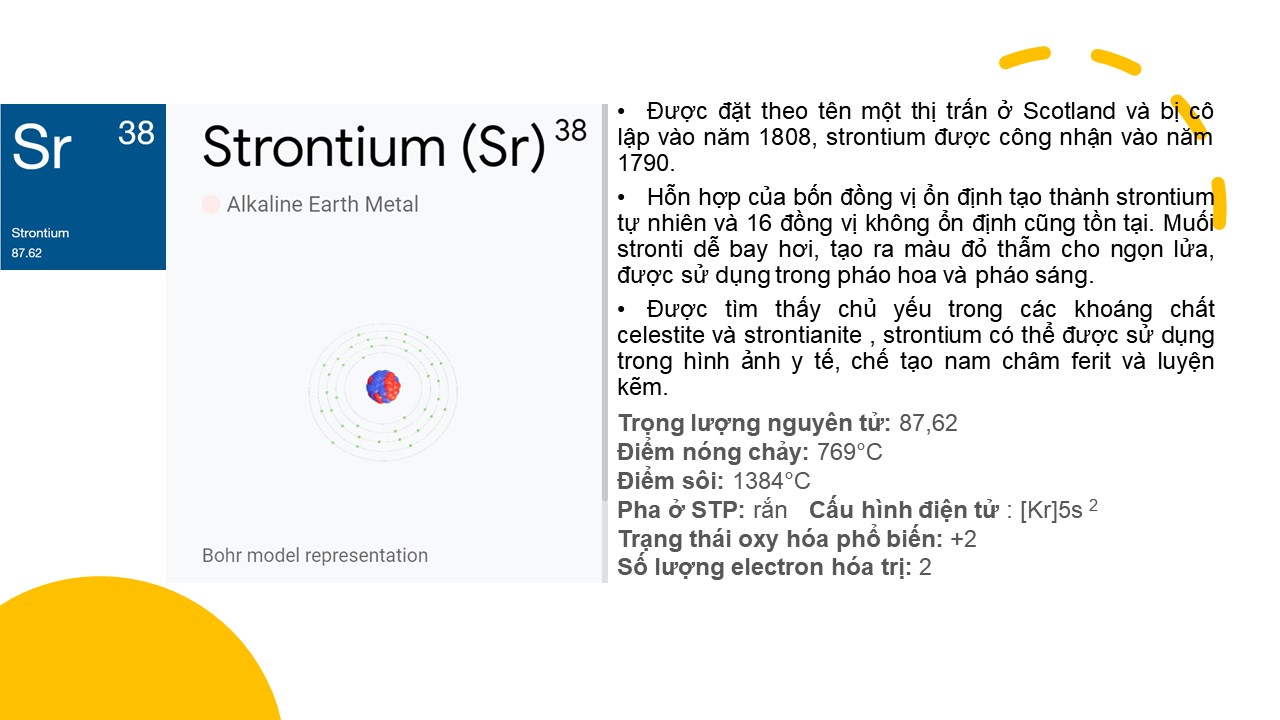 Sr 38
Strontium
87.62
Strontium (Sr) 38
Alkaline Earth Metal
Bohr model representation
• Được đặt theo tên một thị trấn ở Scotland và bị cô
lập vào năm 1808, strontium được công nhận vào năm
1790.
• Hỗn hợp của bốn đồng vị ổn định tạo thành strontium
tự nhiên và 16 đồng vị không ổn định cũng tồn tại. Muối
stronti dễ bay hơi, tạo ra màu đỏ thẫm cho ngọn lửa,
được sử dụng trong pháo hoa và pháo sáng.
• Được tìm thấy chủ yếu trong các khoáng chất
celestite và strontianite , strontium có thể được sử dụng
trong hình ảnh y tế, chế tạo nam châm ferit và luyện
kẽm.
Trọng lượng nguyên tử: 87,62
Điểm nóng chảy: 769°C
Điểm sôi: 1384°C
Pha ở STP: rắn Cấu hình điện tử : [Kr]5s ²
Trạng thái oxy hóa phổ biến: +2
Số lượng electron hóa trị: 2